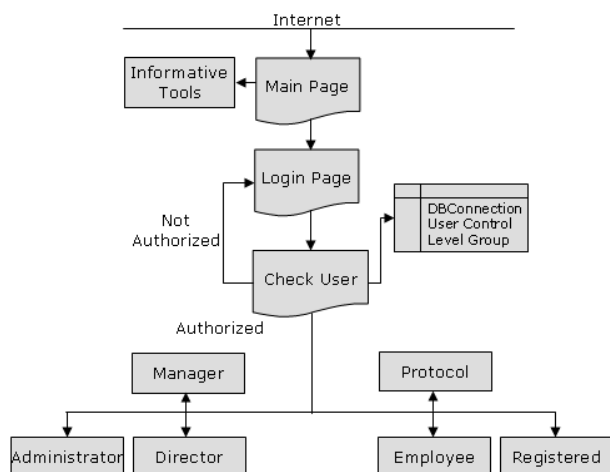 Internet
Informative
Tools
Main Page
Login Page
Not
Authorized
DBConnection
User Control
Level Group
Check User
Authorized
Manager
Protocol
Administrator
Director
Employee
Registered